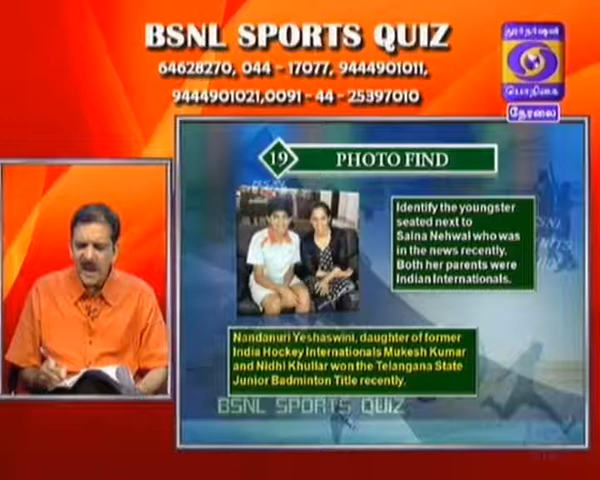 BSNL SPORTS QUIZ
64628270, 044 - 17077, 9444901011,
9444901021,0091 - 44 - 25397010
பொதிகை
நேரலை
19 PHOTO FIND
Identify the youngster
seated next to
Saina Nehwal who was
in the news recently.
Both her parents were
Indian Internationals.
Nandanuri Yeshaswini, daughter of former
India Hockey Internationals Mukesh Kumar
and Nidhi Khullar won the Telangana State
Junior Badminton Title recently.
BSNL SPORTS QUIZ